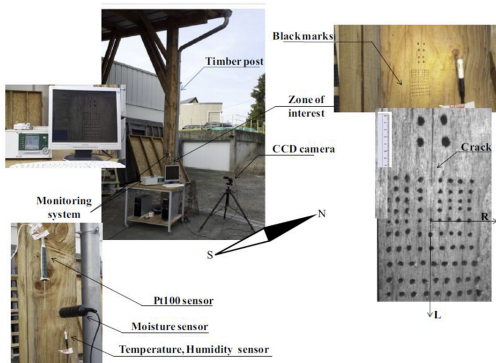 Black marks
Timber post
Zone of
interest
CCD camera
Crack
R
L
Monitoring
system
N
S
Pt100 sensor
Moisture sensor
Temperature, Humidity sensor